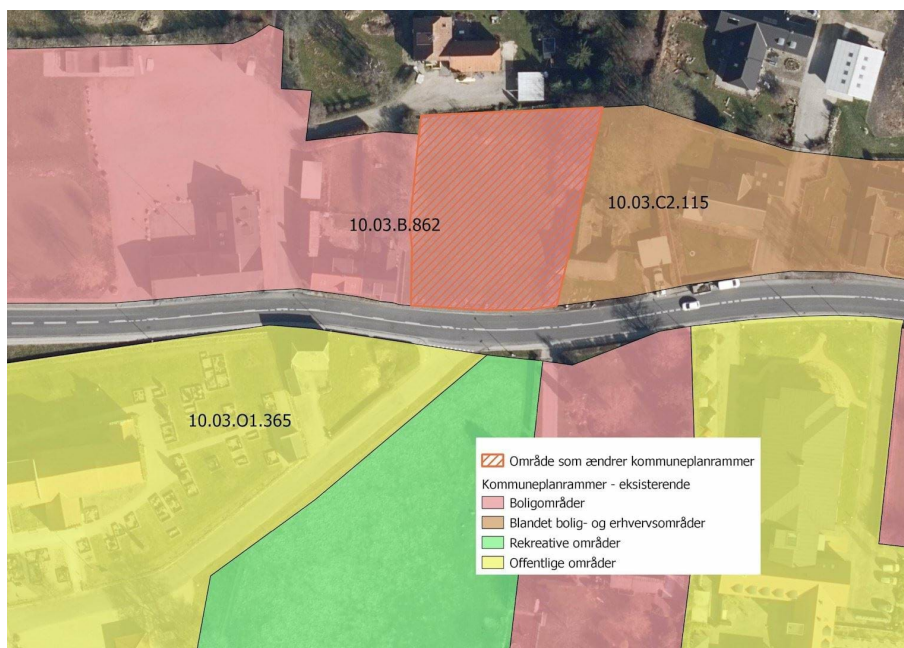 10.03.B.862
10.03.C2.115
10.03.O1.365
Område som ændrer kommuneplanrammer
Kommuneplanrammer - eksisterende
Boligområder
Blandet bolig- og erhvervsområder
Rekreative områder
Offentlige områder